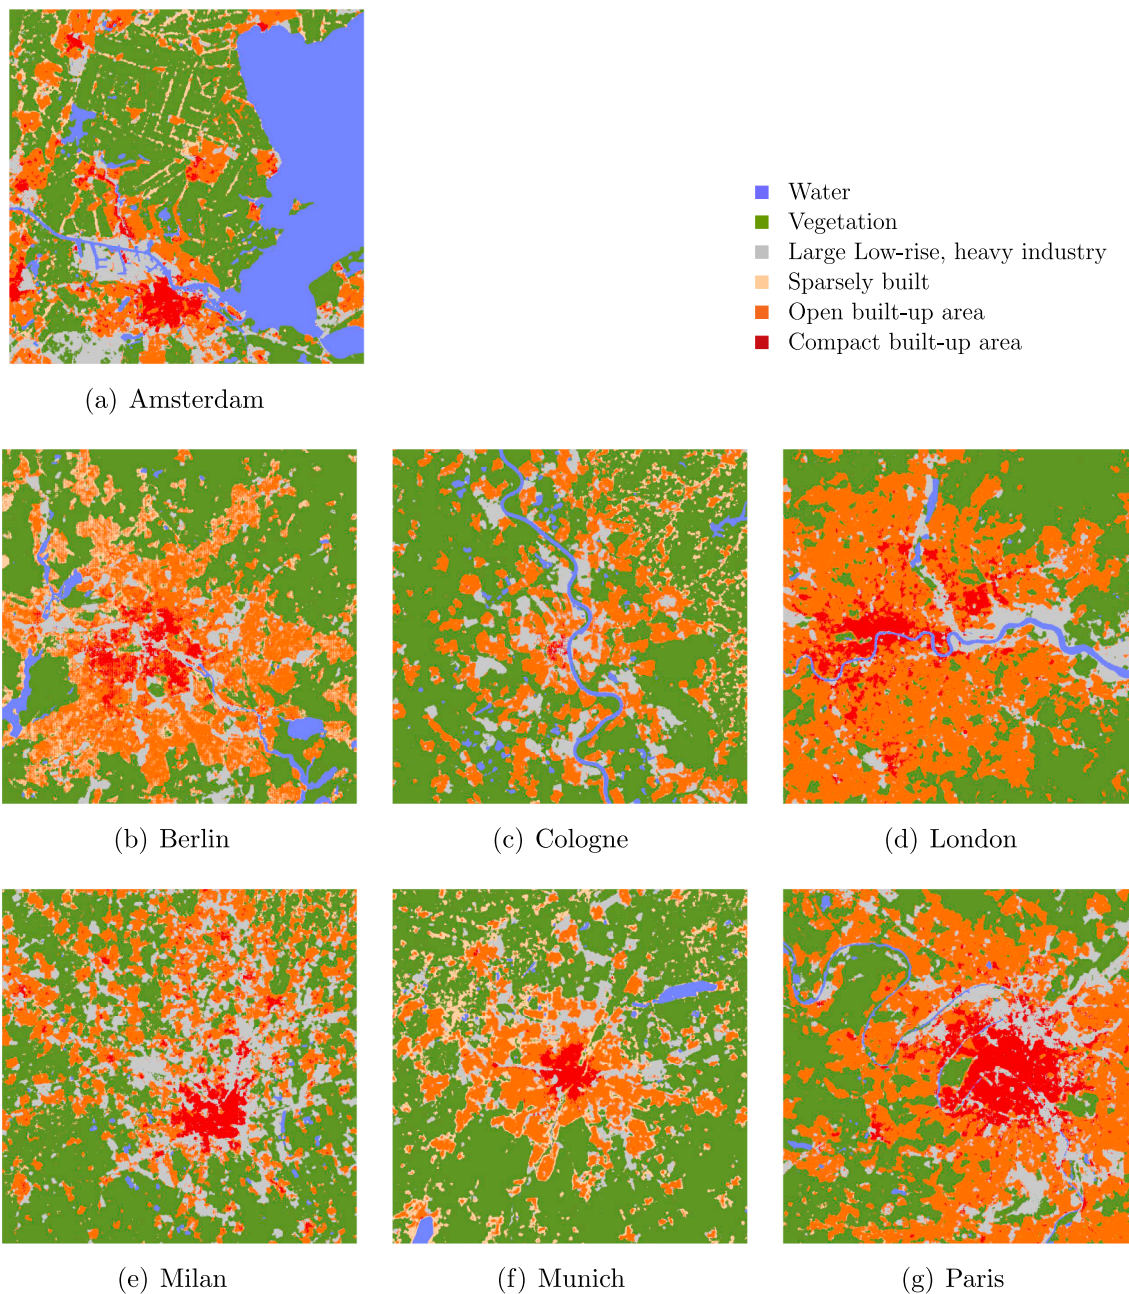 Water
Vegetation
Large Low-rise, heavy industry
Sparsely built
Open built-up area
Compact built-up area
(a) Amsterdam
(b) Berlin
(c) Cologne
(d) London
(e) Milan
(f) Munich
(g) Paris